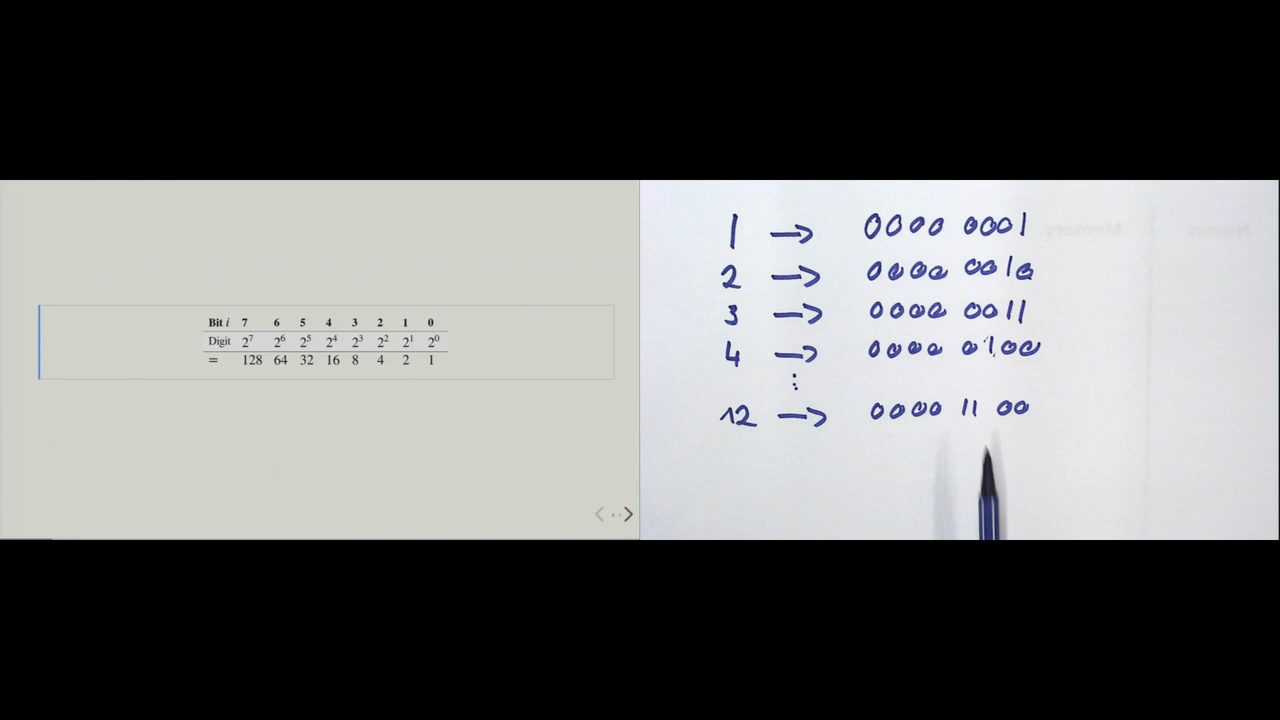 Bit i 7 6 5 4 3 2 1 0
Digit 2⁷ 2⁶ 2⁵ 2⁴ 2³ 2² 2¹ 2⁰
= 128 64 32 16 8 4 2 1
1 → 0000 0001
2 → 0000 0010
3 → 0000 0011
4 → 0000 0100
⋮
12 → 0000 1100
Names Memory